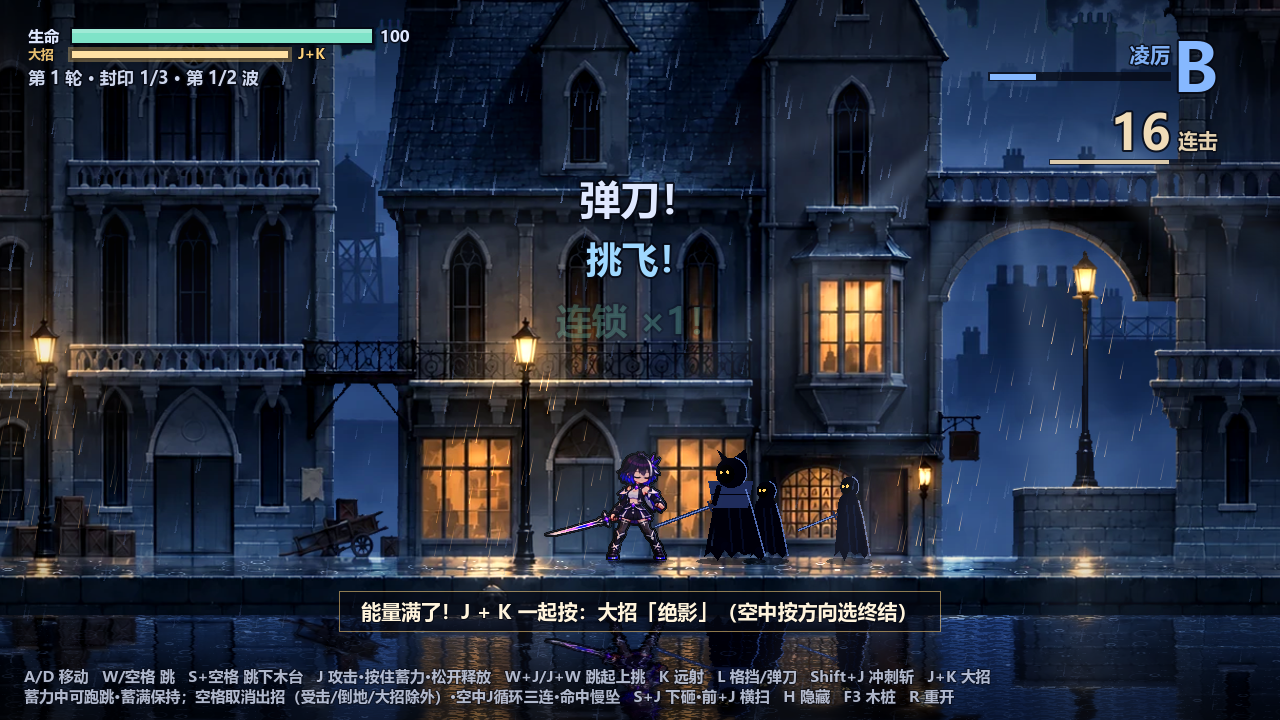 生命 100
大招 J+K
第 1 轮・封印 1/3・第 1/2 波
凌厉 B
16 连击
弹刀！
挑飞！
连锁 ×1！
能量满了！J + K 一起按：大招「绝影」（空中按方向选终结）
A/D 移动 W/空格 跳 S+空格 跳下木台 J 攻击·按住蓄力·松开释放 W+J/J+W 跳起上挑 K 远射 L 格挡/弹刀 Shift+J 冲刺斩 J+K 大招
蓄力中可跑跳·蓄满保持；空格取消出招（受击/倒地/大招除外）·空中J循环三连·命中慢坠 S+J 下砸·前+J 横扫 H 隐藏 F3 木桩 R 重开